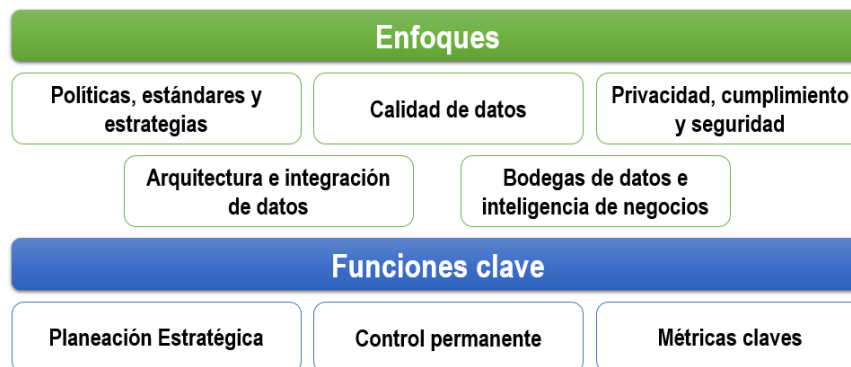 Enfoques
Políticas, estándares y
estrategias
Calidad de datos
Privacidad, cumplimiento
y seguridad
Arquitectura e integración
de datos
Bodegas de datos e
inteligencia de negocios
Funciones clave
Planeación Estratégica
Control permanente
Métricas claves